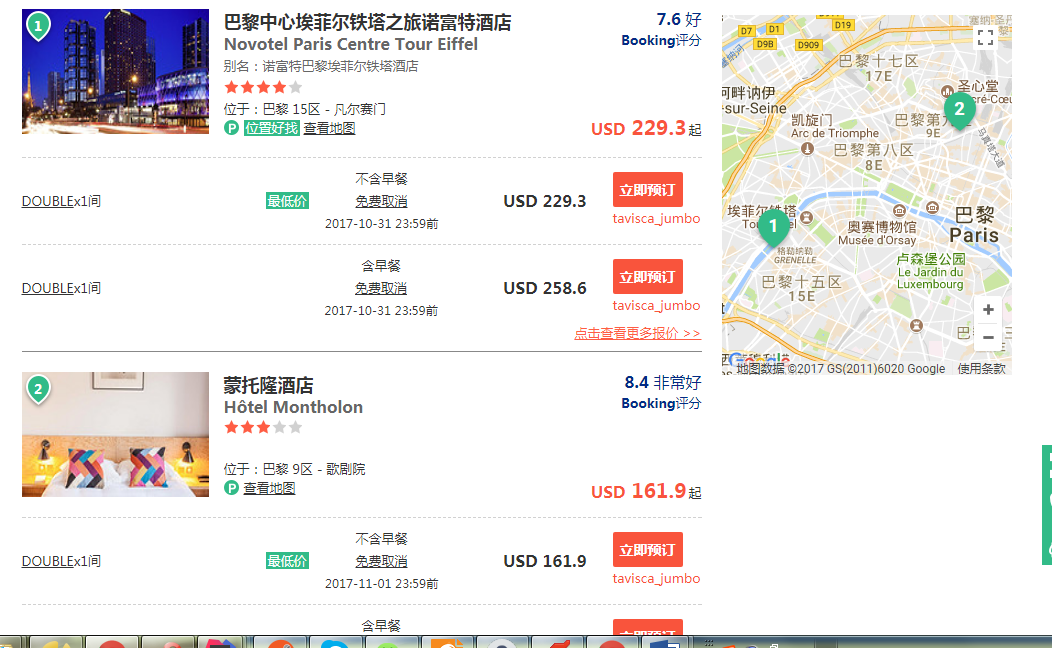 1
巴黎中心埃菲尔铁塔之旅诺富特酒店
7.6 好
Novotel Paris Centre Tour Eiffel
Booking评分
别名：诺富特巴黎埃菲尔铁塔酒店
位于：巴黎 15区 - 凡尔赛门
P 位置好找 查看地图
USD 229.3起
DOUBLEx1间
最低价
不含早餐
免费取消
2017-10-31 23:59前
USD 229.3
立即预订
tavisca_jumbo
DOUBLEx1间
含早餐
免费取消
2017-10-31 23:59前
USD 258.6
立即预订
tavisca_jumbo
点击查看更多报价 >>
2
蒙托隆酒店
8.4 非常好
Hôtel Montholon
Booking评分
位于：巴黎 9区 - 歌剧院
P 查看地图
USD 161.9起
DOUBLEx1间
最低价
不含早餐
免费取消
2017-11-01 23:59前
USD 161.9
立即预订
tavisca_jumbo
含早餐
立即预订
D7
D1
D19
D9B
D909
巴黎十七区
17E
河畔讷伊
-sur-Seine
圣心堂
cré-Cœu
凯旋门
Arc de Triomphe
巴黎第
9E
2
巴黎第八区
8E
埃菲尔铁塔
1
奥赛博物馆
Musée d'Orsay
巴黎
Paris
格勒纳勒
GRENELLE
卢森堡公园
Le Jardin du
Luxembourg
巴黎十五区
15E
+
−
巴
Google
地图数据 ©2017 GS(2011)6020 Google
使用条款